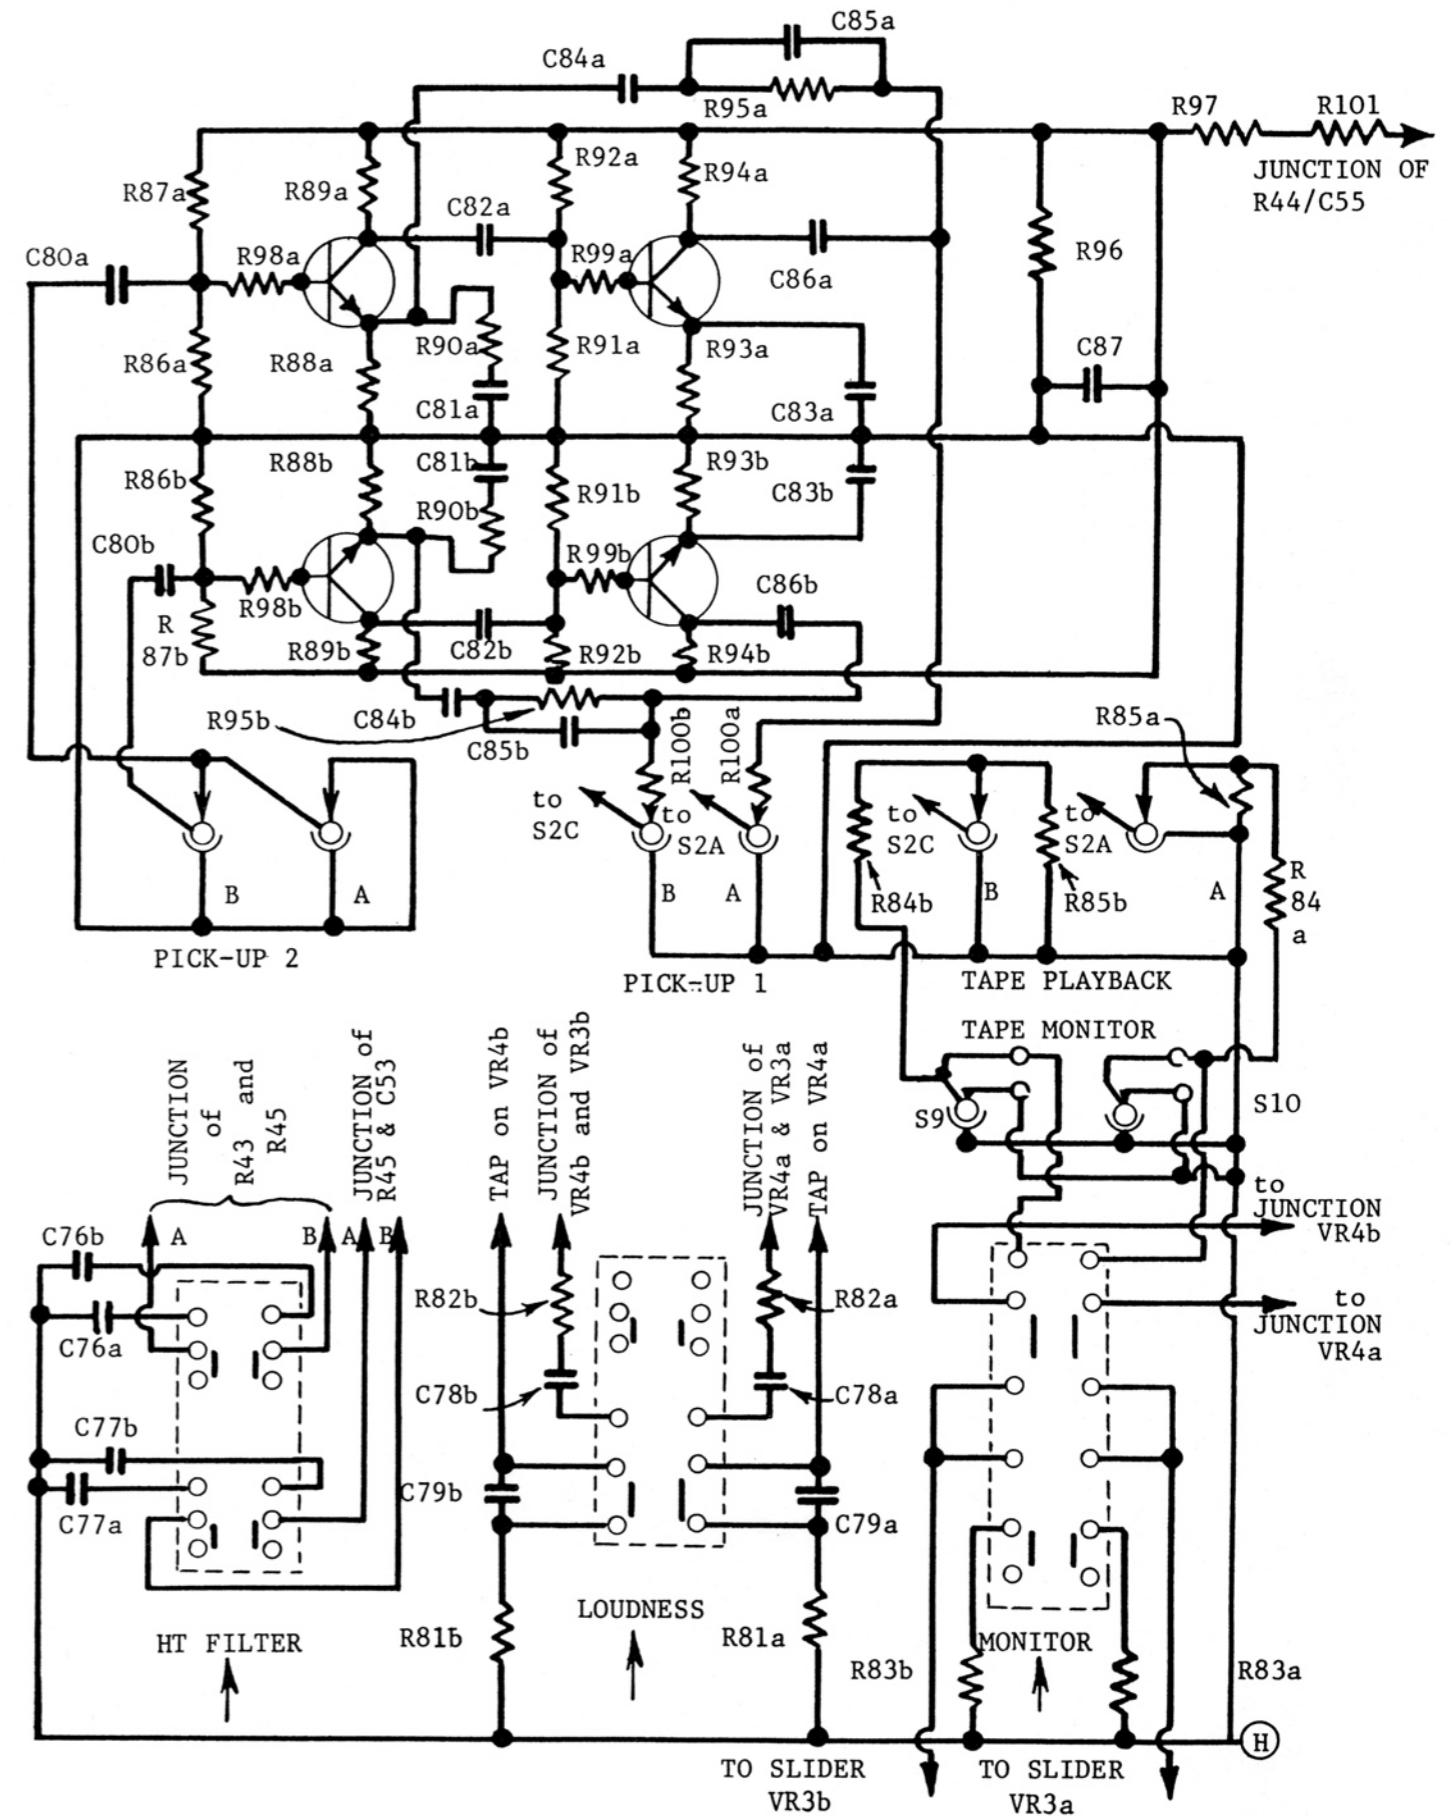 C85a
C84a
R95a
R97
R101
JUNCTION OF
R44/C55
R92a
R94a
R87a
R89a
C82a
C80a
R98a
R99a
C86a
R96
R86a
R88a
R90a
R91a
R93a
C87
C81a
C83a
R88b
C81b
R93b
R86b
R91b
C83b
R90b
C80b
R99b
C86b
R98b
R
87b
R89b
C82b
R92b
R94b
R95b
C84b
C85b
R100b
R100a
R85a
to
S2C
to
S2A
to
S2C
to
S2A
B
A
B
A
R84b
B
R85b
A
R
84
a
PICK-UP 2
PICK-UP 1
TAPE PLAYBACK
TAPE MONITOR
S9
S10
JUNCTION
of
R43 and
R45
JUNCTION of
R45 & C53
TAP on VR4b
JUNCTION of
VR4b and VR3b
JUNCTION of
VR4a & VR3a
TAP on VR4a
to
JUNCTION
VR4b
C76b
A
B
A
B
R82b
R82a
to
JUNCTION
VR4a
C76a
C78b
C78a
C77b
C79b
C79a
C77a
HT FILTER
R81b
LOUDNESS
R81a
R83b
MONITOR
R83a
H
TO SLIDER
VR3b
TO SLIDER
VR3a